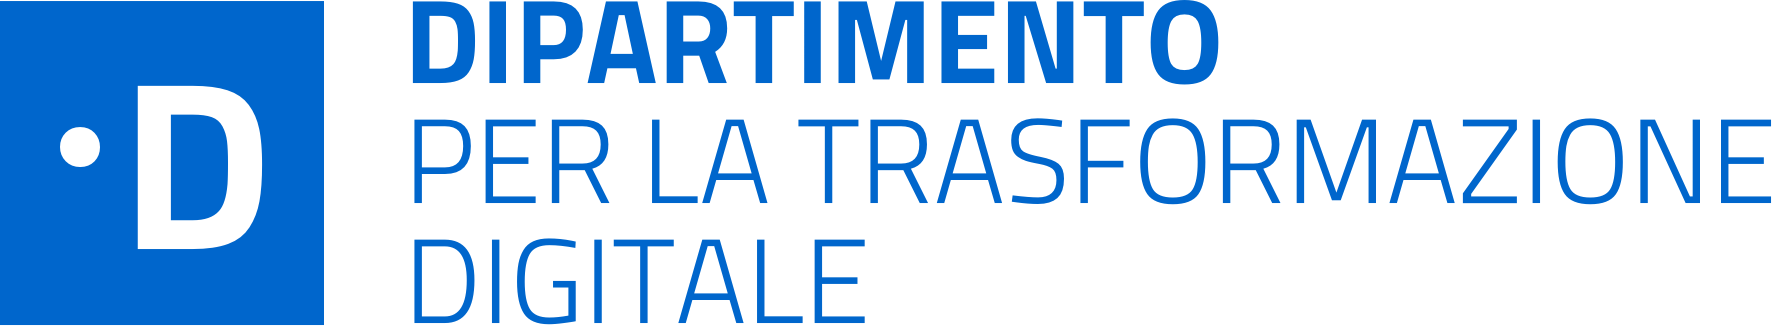 ·D
DIPARTIMENTO
PER LA TRASFORMAZIONE
DIGITALE